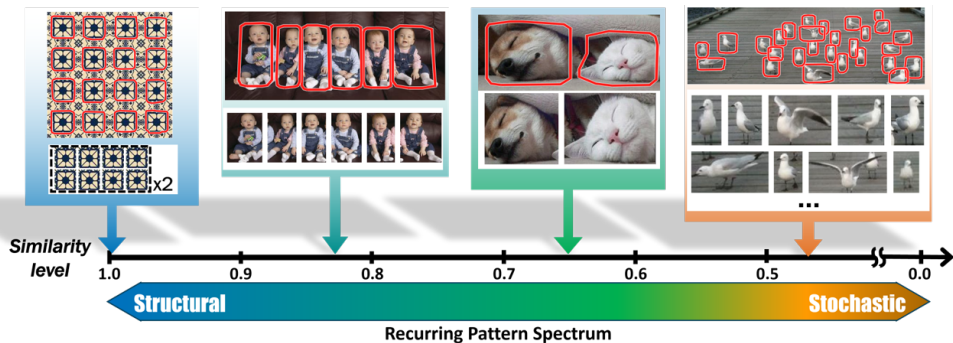 x2
...
Similarity
level
1.0 0.9 0.8 0.7 0.6 0.5 0.0
Structural Stochastic
Recurring Pattern Spectrum